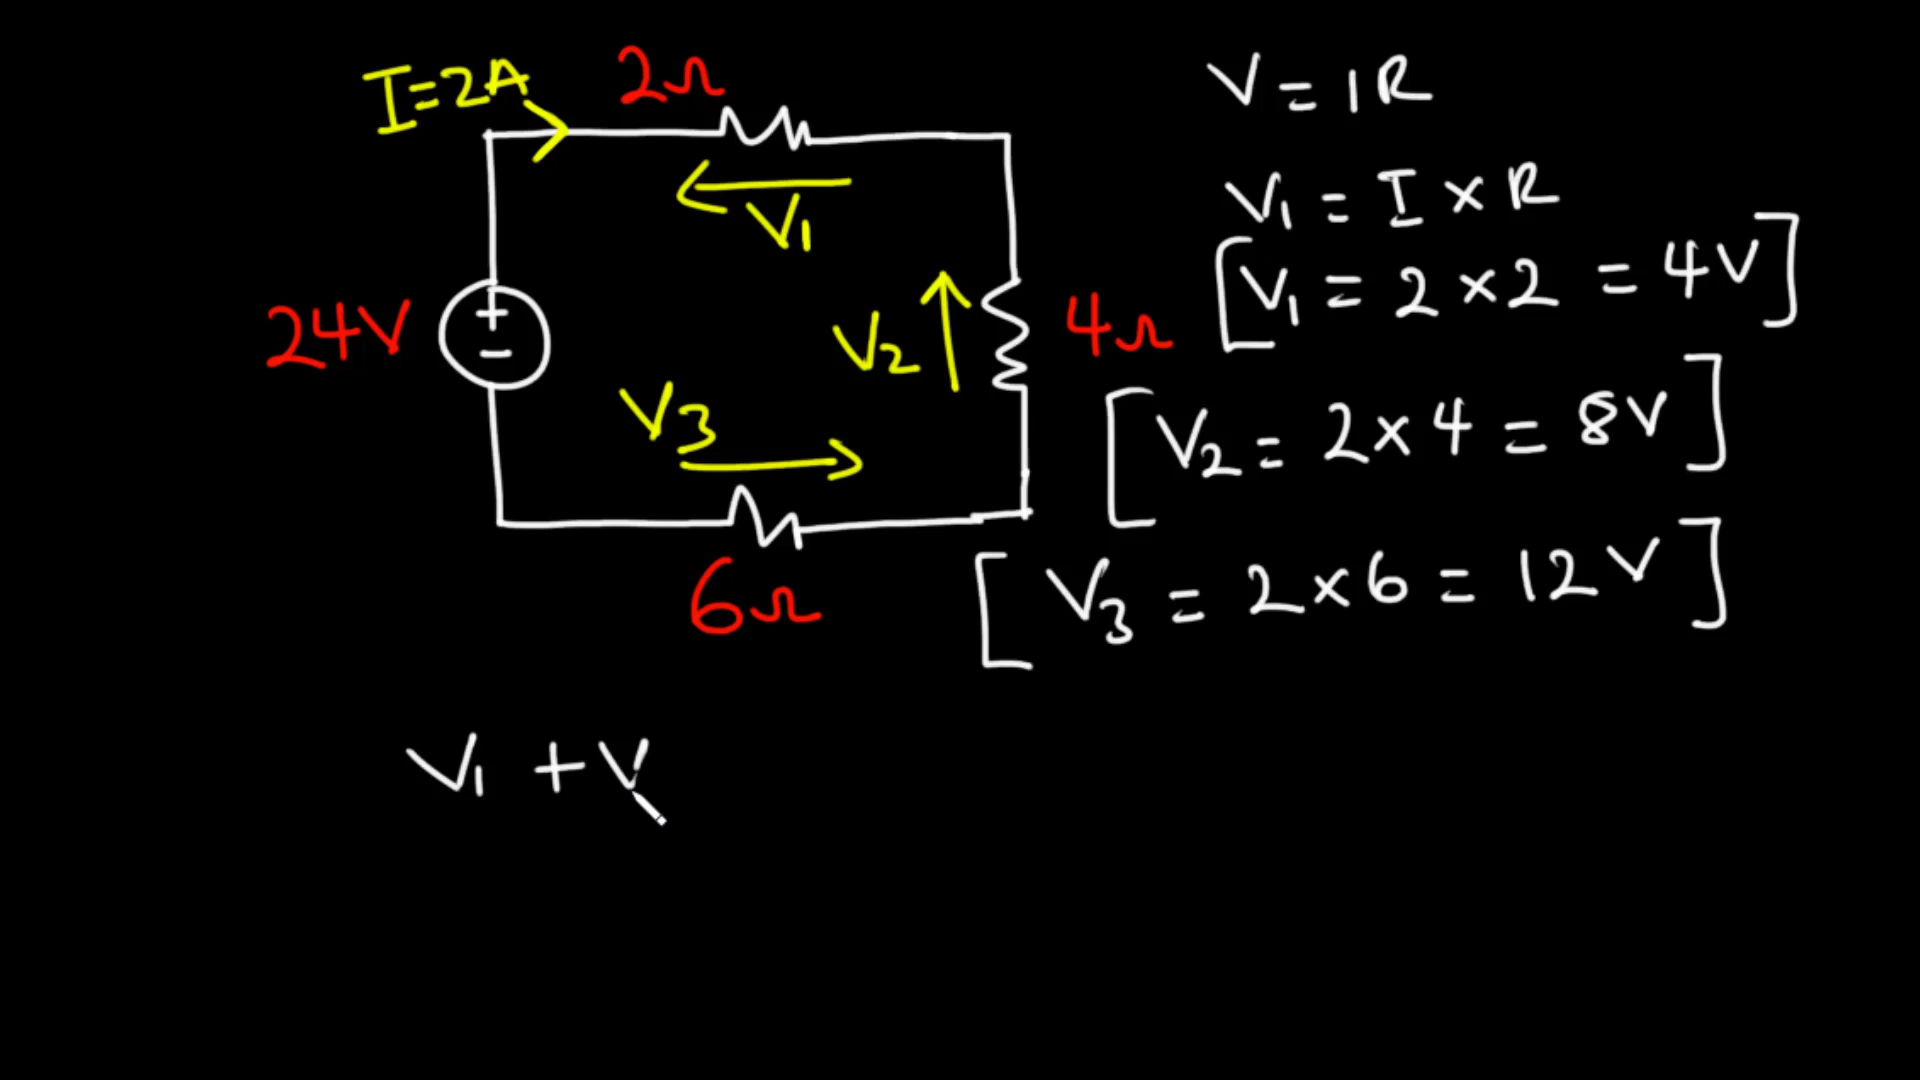 I=2A
2Ω
V = IR
V₁ = I × R
V₁
V₁ = 2 × 2 = 4V
24V
+
-
V₂
4Ω
V₃
V₂ = 2 × 4 = 8V
6Ω
V₃ = 2 × 6 = 12V
V₁ + V